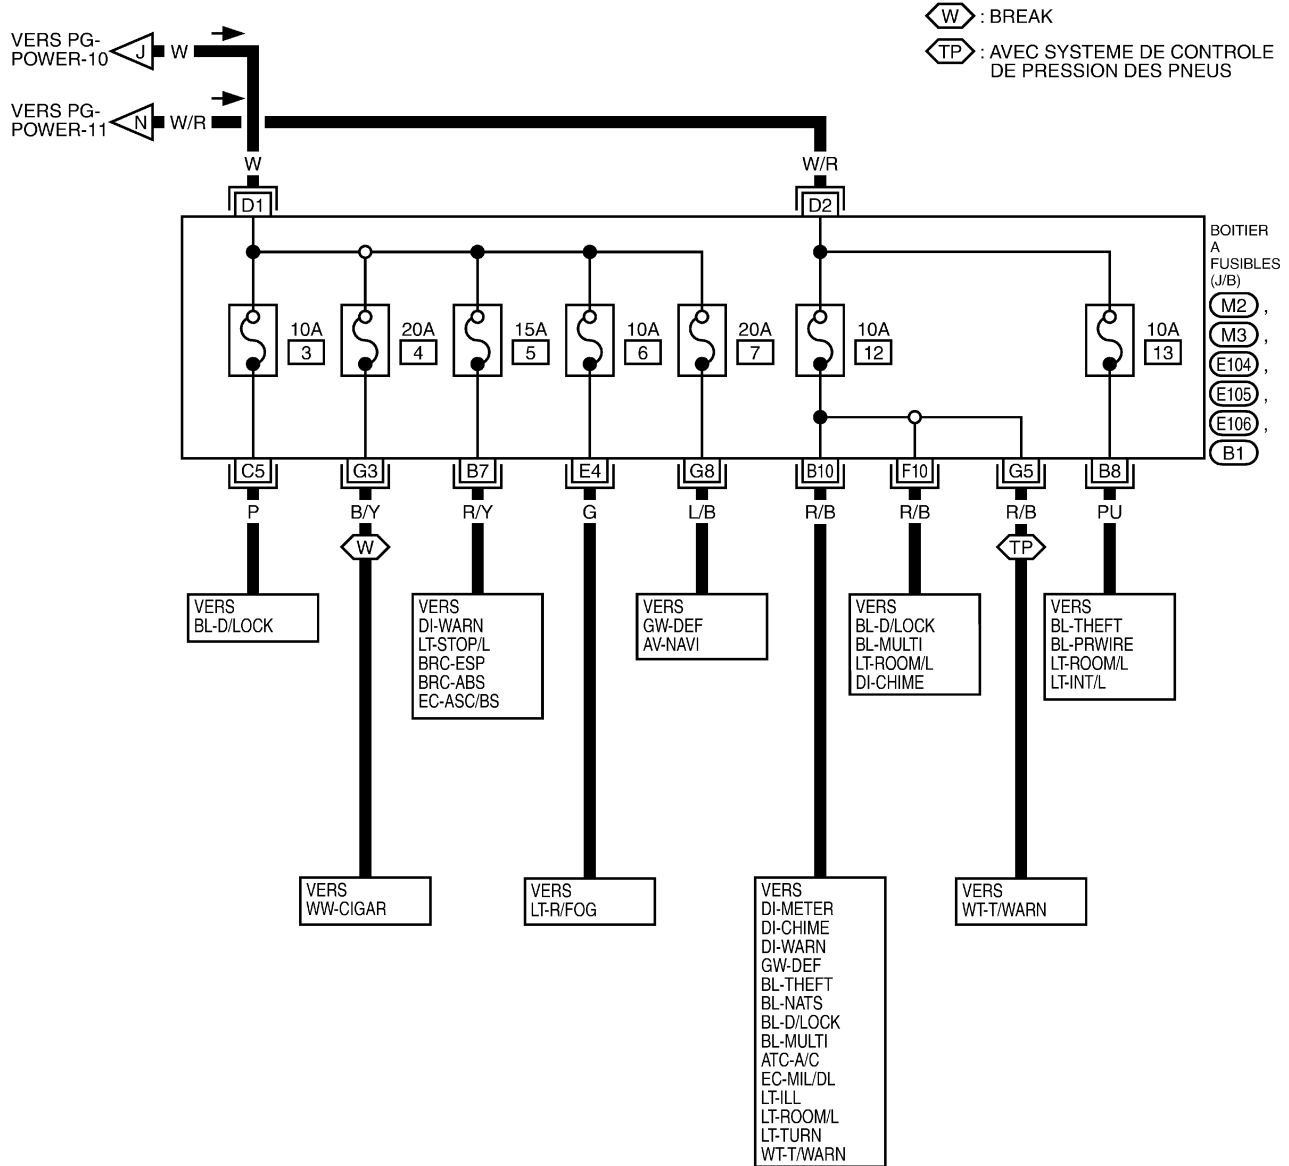 W : BREAK
TP : AVEC SYSTEME DE CONTROLE
DE PRESSION DES PNEUS
VERS PG-
POWER-10
J
W
VERS PG-
POWER-11
N
W/R
W
W/R
D1
D2
BOITIER
A
FUSIBLES
(J/B)
M2 ,
M3 ,
E104 ,
E105 ,
E106 ,
B1
10A
3
20A
4
15A
5
10A
6
20A
7
10A
12
10A
13
C5
G3
B7
E4
G8
B10
F10
G5
B8
P
B/Y
R/Y
G
L/B
R/B
R/B
R/B
PU
W
TP
VERS
BL-D/LOCK
VERS
DI-WARN
LT-STOP/L
BRC-ESP
BRC-ABS
EC-ASC/BS
VERS
GW-DEF
AV-NAVI
VERS
BL-D/LOCK
BL-MULTI
LT-ROOM/L
DI-CHIME
VERS
BL-THEFT
BL-PRWIRE
LT-ROOM/L
LT-INT/L
VERS
WW-CIGAR
VERS
LT-R/FOG
VERS
DI-METER
DI-CHIME
DI-WARN
GW-DEF
BL-THEFT
BL-NATS
BL-D/LOCK
BL-MULTI
ATC-A/C
EC-MIL/DL
LT-ILL
LT-ROOM/L
LT-TURN
WT-T/WARN
VERS
WT-T/WARN